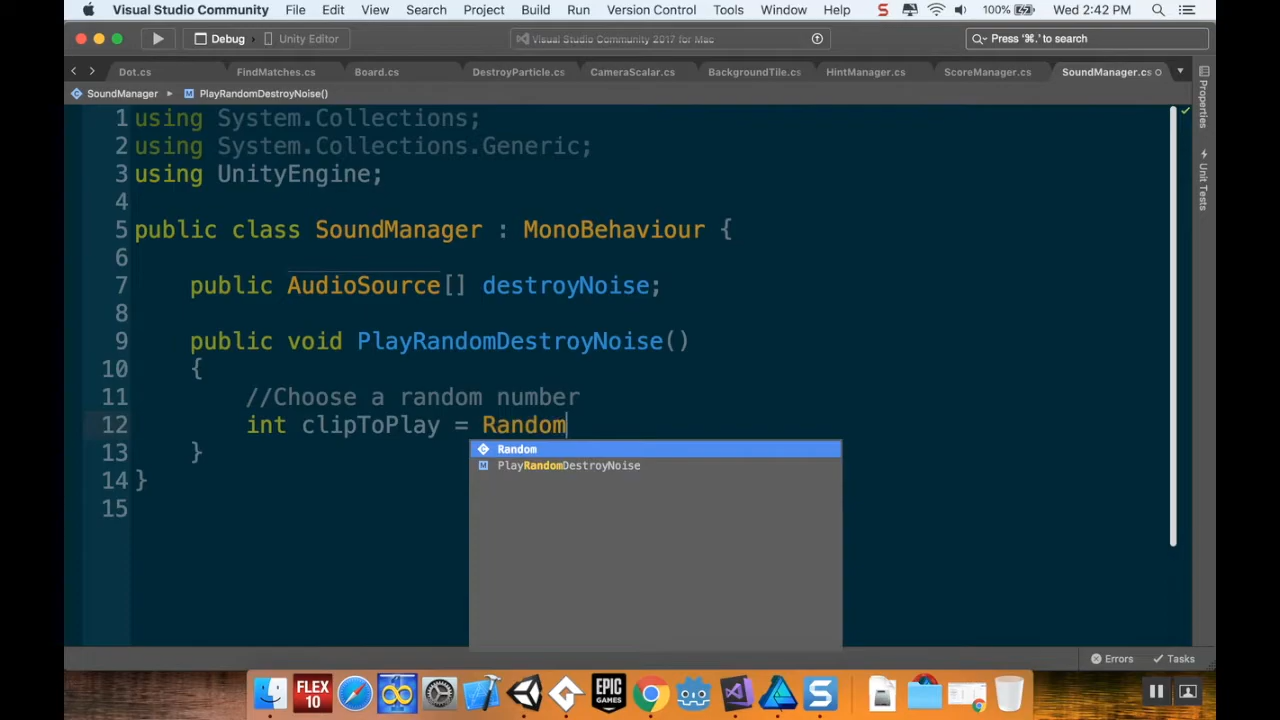 Visual Studio Community File Edit View Search Project Build Run Version Control Tools Window Help S 100% Wed 2:42 PM
Debug Unity Editor Visual Studio Community 2017 for Mac Press '⌘.' to search
Dot.cs FindMatches.cs Board.cs DestroyParticle.cs CameraScalar.cs BackgroundTile.cs HintManager.cs ScoreManager.cs SoundManager.cs
SoundManager PlayRandomDestroyNoise()
Properties
Unit Tests
1 using System.Collections;
2 using System.Collections.Generic;
3 using UnityEngine;
4
5 public class SoundManager : MonoBehaviour {
6
7 public AudioSource[] destroyNoise;
8
9 public void PlayRandomDestroyNoise()
10 {
11 //Choose a random number
12 int clipToPlay = Random
13 }
14 }
15
Random
M PlayRandomDestroyNoise
Errors Tasks
FLEX 10 EPIC GAMES S